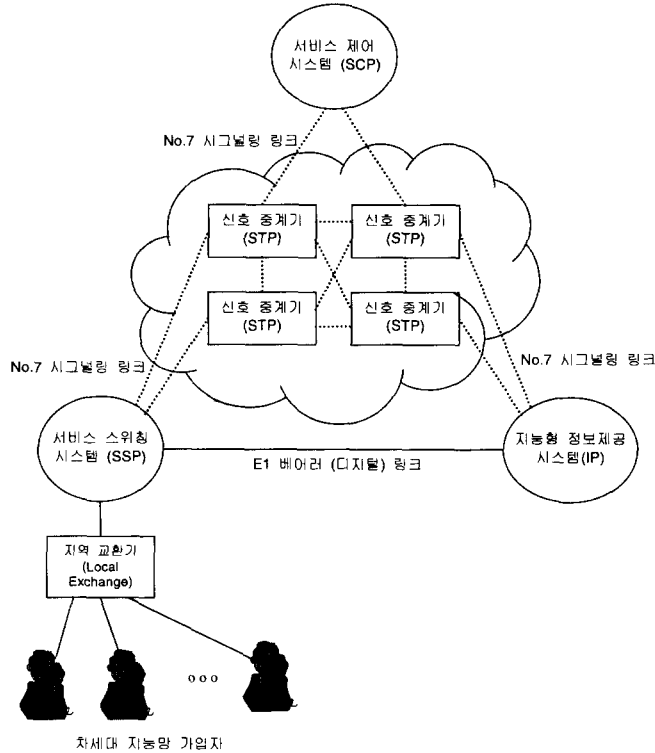 서비스 제어
시스템 (SCP)
No.7 시그널링 링크
신호 중계기
(STP)
신호 중계기
(STP)
신호 중계기
(STP)
신호 중계기
(STP)
No.7 시그널링 링크
No.7 시그널링 링크
서비스 스위칭
시스템 (SSP)
지능형 정보제공
시스템(IP)
E1 베어러 (디지털) 링크
지역 교환기
(Local
Exchange)
o o o
차세대 지능망 가입자